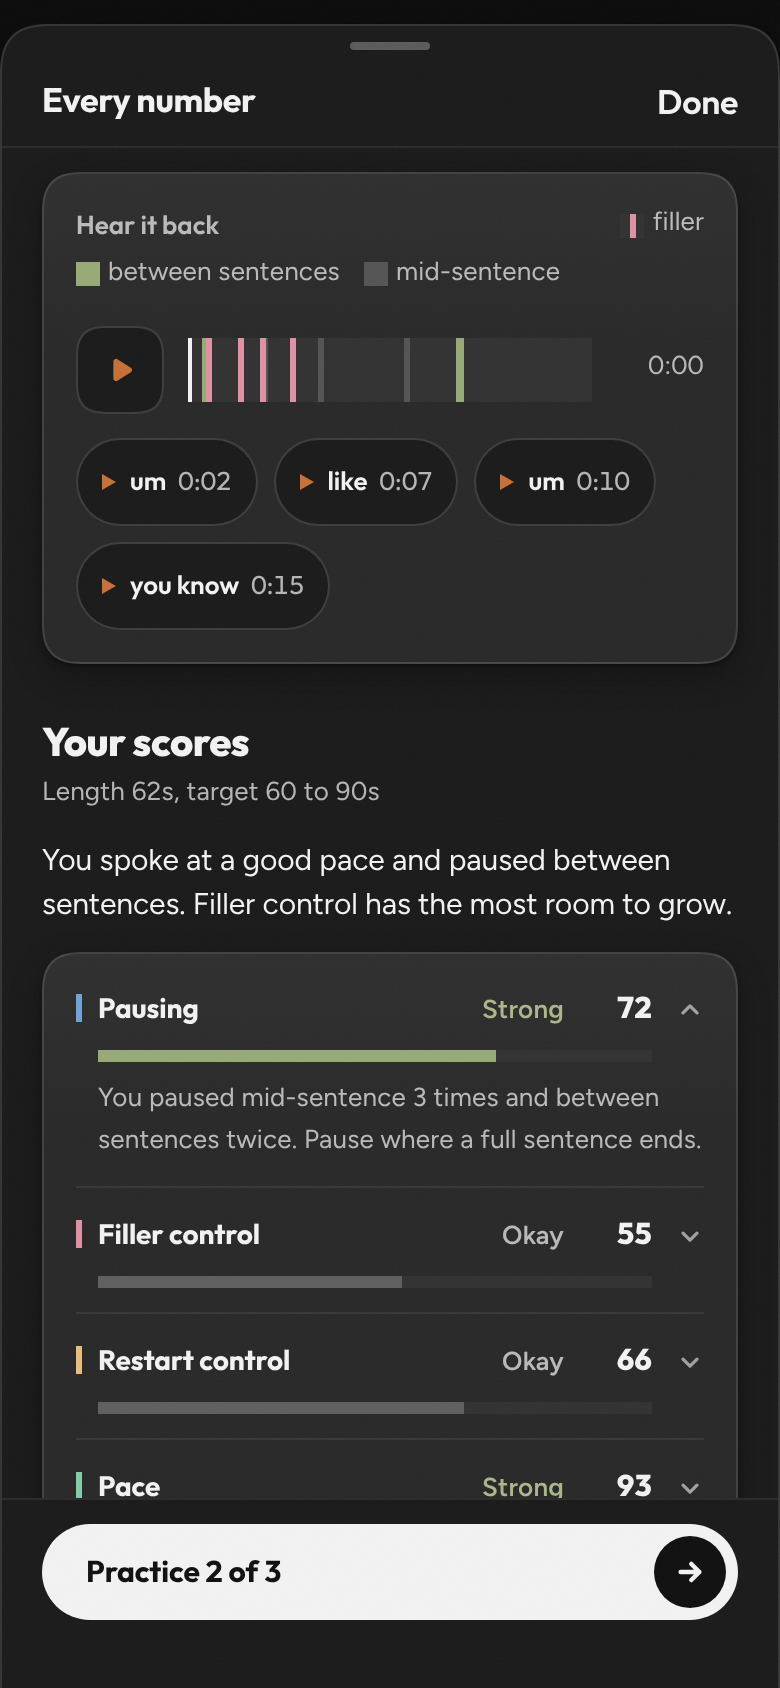 Every number
Done
Hear it back
filler
between sentences
mid-sentence
0:00
um 0:02
like 0:07
um 0:10
you know 0:15
Your scores
Length 62s, target 60 to 90s
You spoke at a good pace and paused between
sentences. Filler control has the most room to grow.
Pausing Strong 72
You paused mid-sentence 3 times and between
sentences twice. Pause where a full sentence ends.
Filler control Okay 55
Restart control Okay 66
Pace Strong 93
Practice 2 of 3